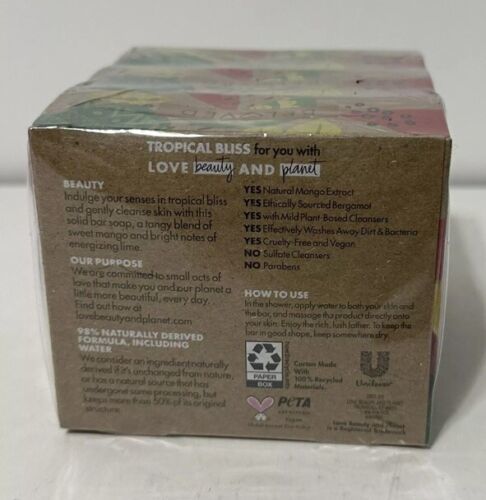 TROPICAL BLISS for you with
LOVE beauty AND planet
BEAUTY
Indulge your senses in tropical bliss
and gently cleanse skin with this
solid bar soap, a tangy blend of
sweet mango and bright notes of
energizing lime.
OUR PURPOSE
We are committed to small acts of
love that make you and our planet a
little more beautiful, every day.
Find out how at
lovebeautyandplanet.com
98% NATURALLY DERIVED
FORMULA, INCLUDING
WATER
We consider an ingredient naturally
derived if it's unchanged from nature,
or has a natural source that has
undergone some processing, but
keeps more than 50% of its original
structure.
YES Natural Mango Extract
YES Ethically Sourced Bergamot
YES with Mild Plant-Based Cleansers
YES Effectively Washes Away Dirt & Bacteria
YES Cruelty-Free and Vegan
NO Sulfate Cleansers
NO Parabens
HOW TO USE
In the shower, apply water to both your skin and
the bar, and massage the product directly onto
your skin. Enjoy the rich, lush lather. To keep the
bar in good shape, keep somewhere dry.
PAPER
BOX
Carton Made
With
100% Recycled
Materials.
Unilever
PETA
Love Beauty and Planet
is a Registered Trademark